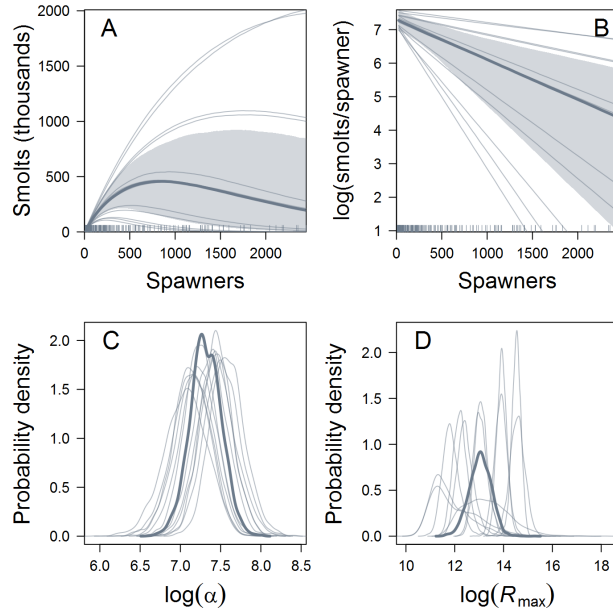 A
Smolts (thousands)
2000
1500
1000
500
0
0 500 1000 2000
Spawners
B
log(smolts/spawner)
7
6
5
4
3
2
1
0 500 1000 2000
Spawners
C
Probability density
2.0
1.5
1.0
0.5
0.0
6.0 6.5 7.0 7.5 8.0 8.5
log(α)
D
Probability density
2.0
1.5
1.0
0.5
0.0
10 12 14 16 18
log(Rmax)